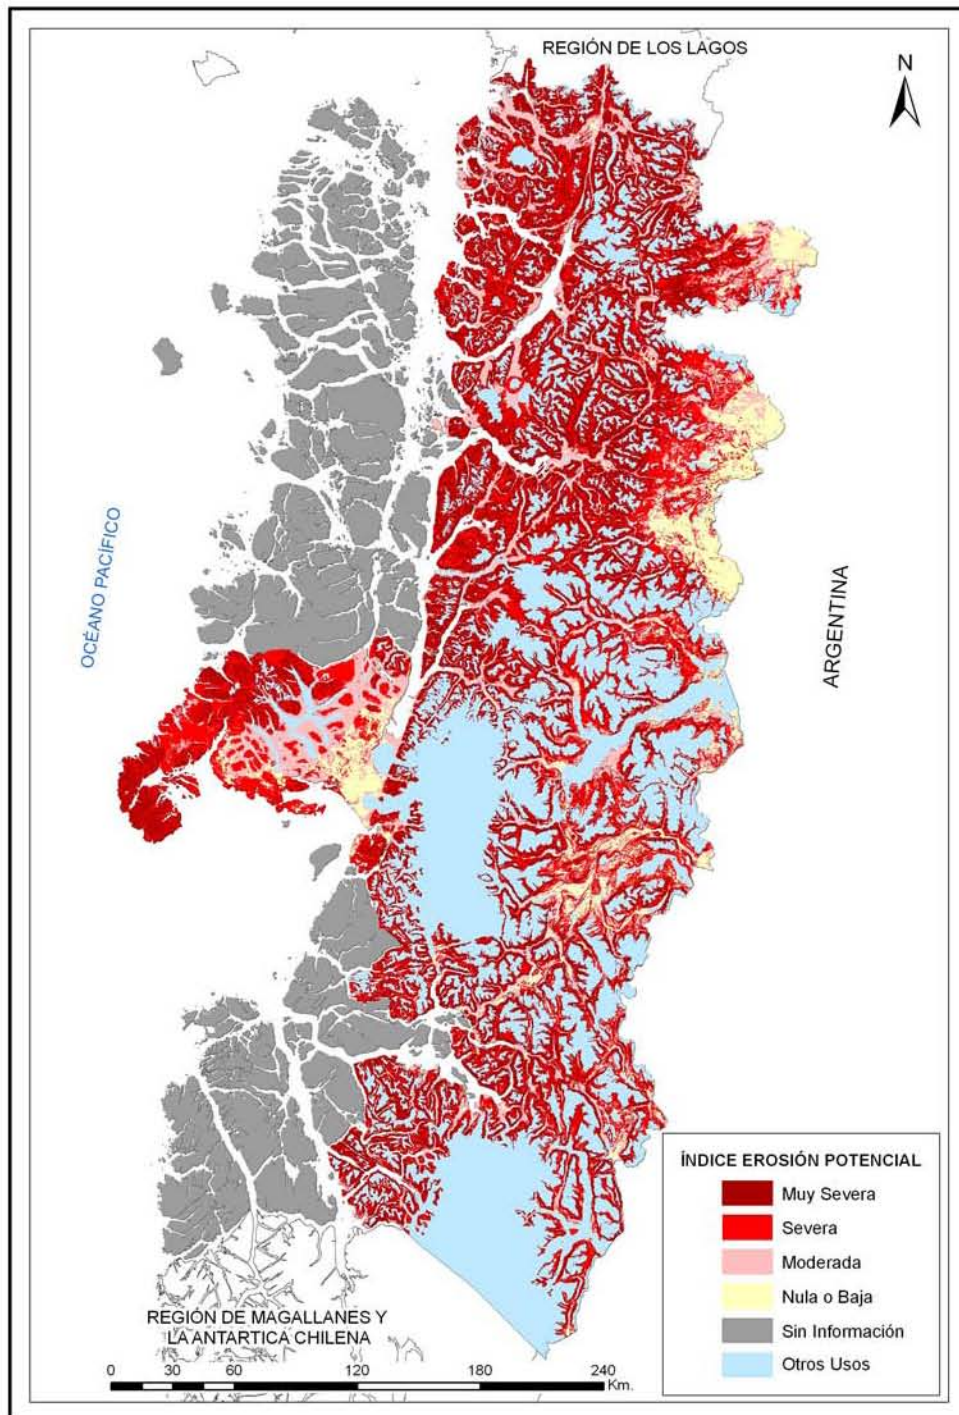 REGIÓN DE LOS LAGOS
N
OCÉANO PACÍFICO
ARGENTINA
ÍNDICE EROSIÓN POTENCIAL
Muy Severa
Severa
Moderada
Nula o Baja
Sin Información
Otros Usos
REGIÓN DE MAGALLANES Y
LA ANTARTICA CHILENA
0 30 60 120 180 240
Km.